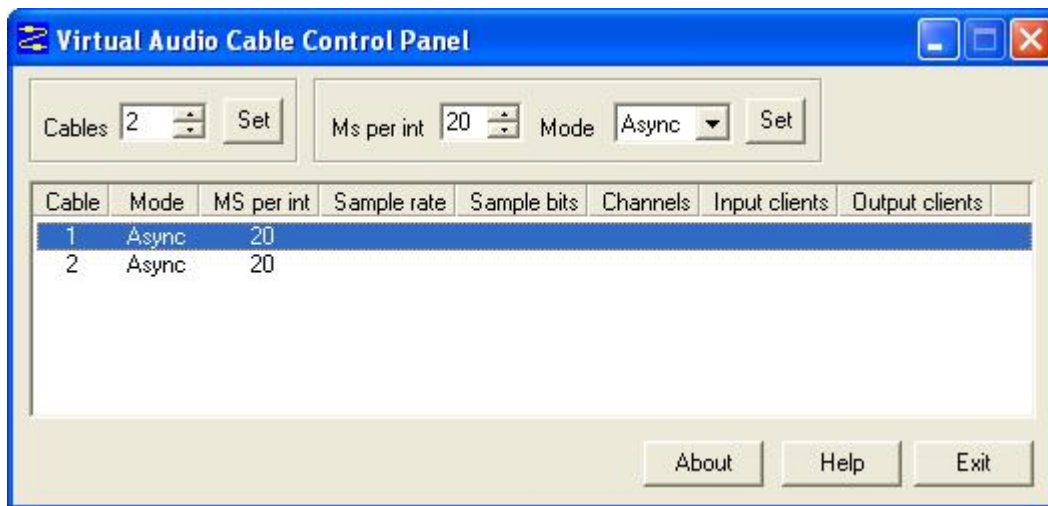 Virtual Audio Cable Control Panel
Cables 2 Set Ms per int 20 Mode Async Set
Cable Mode MS per int Sample rate Sample bits Channels Input clients Output clients
1 Async 20
2 Async 20
About Help Exit